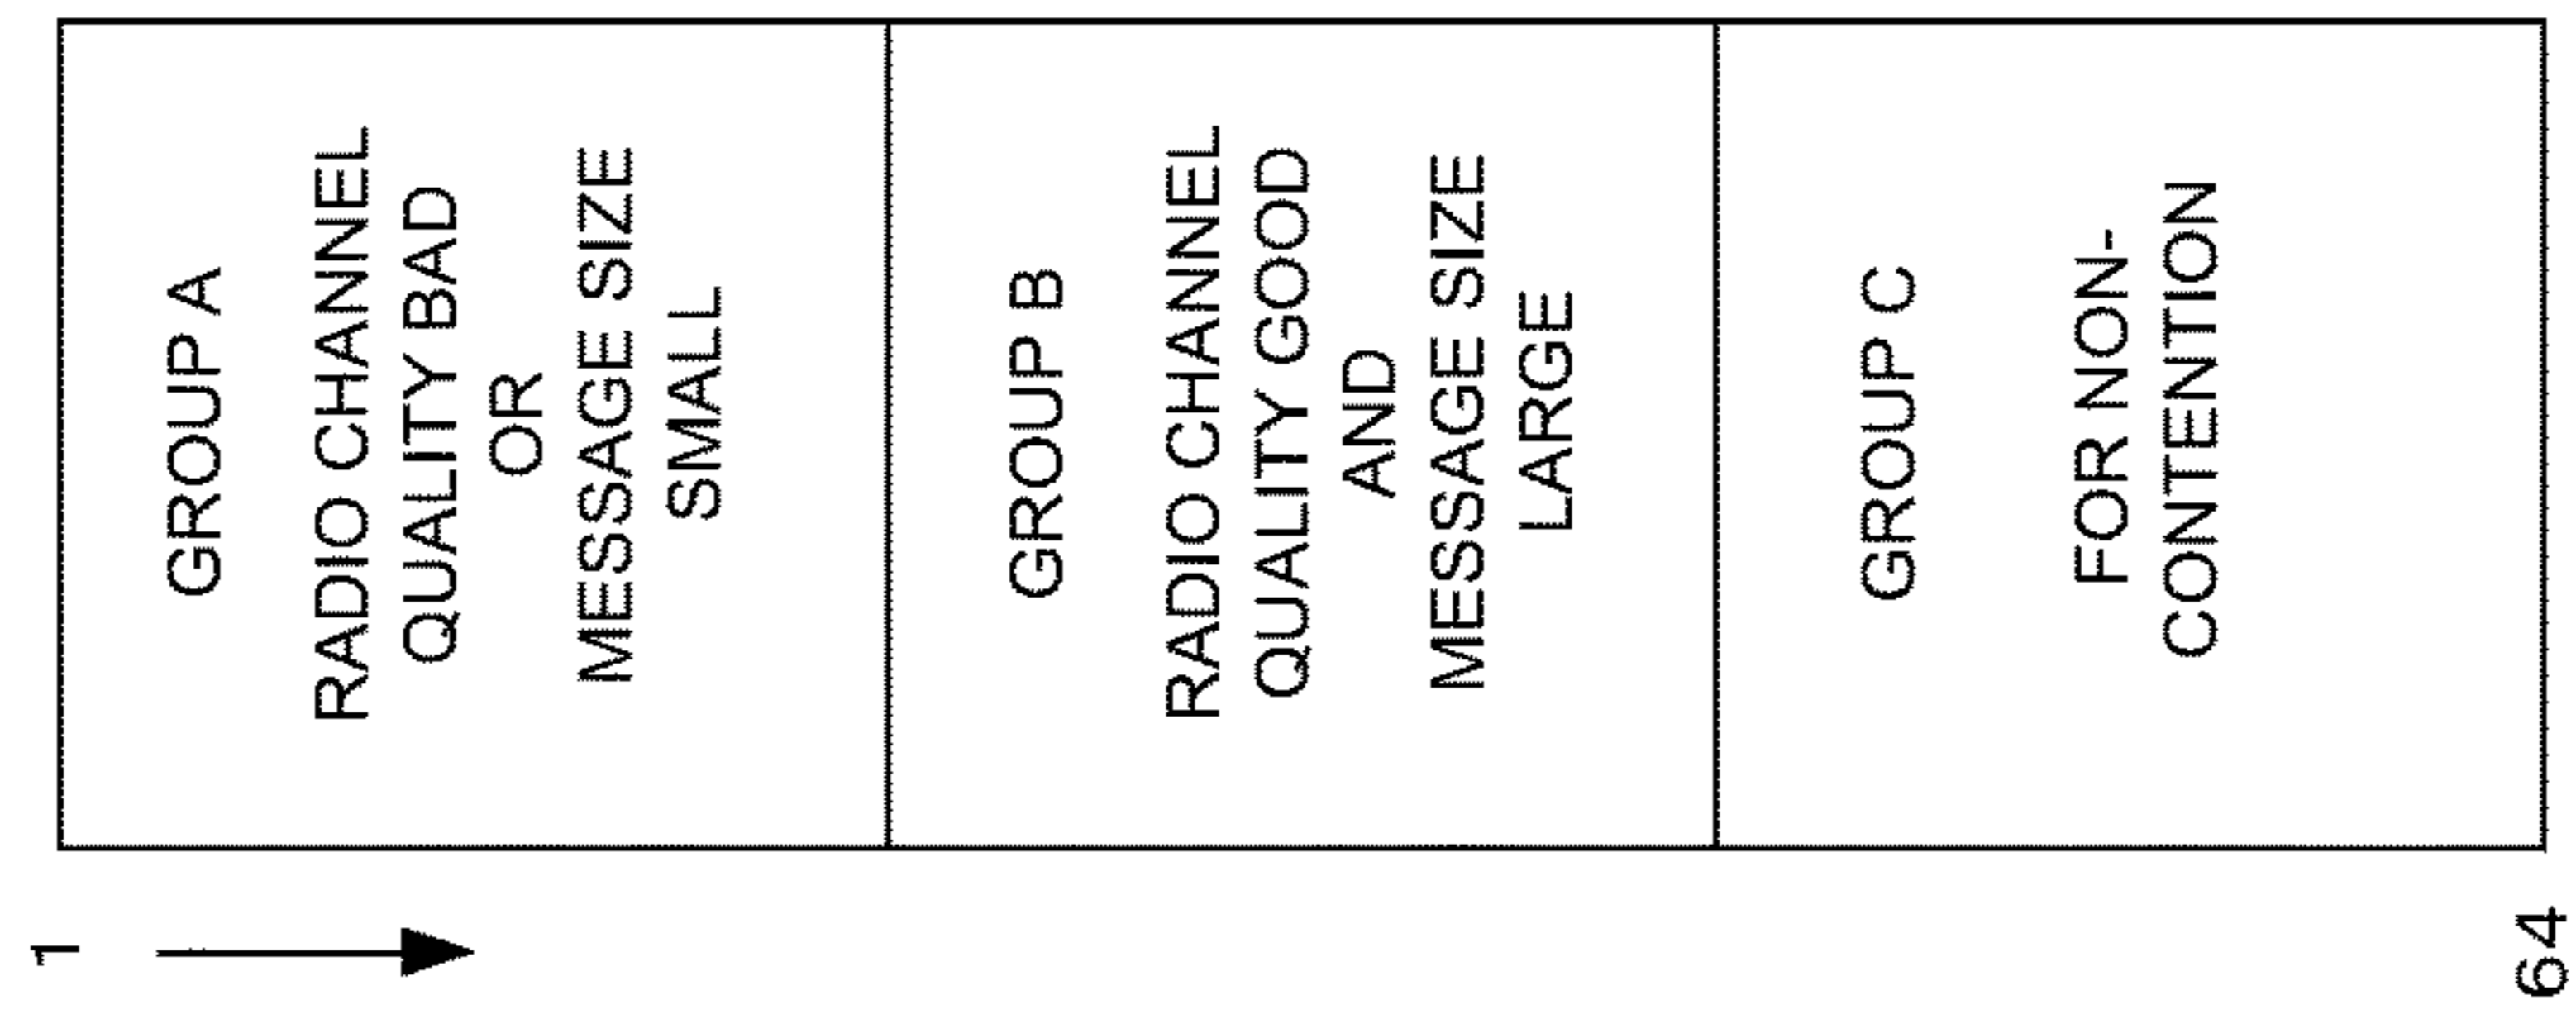 1
GROUP A
RADIO CHANNEL
QUALITY BAD
OR
MESSAGE SIZE
SMALL
GROUP B
RADIO CHANNEL
QUALITY GOOD
AND
MESSAGE SIZE
LARGE
GROUP C
FOR NON-
CONTENTION
64